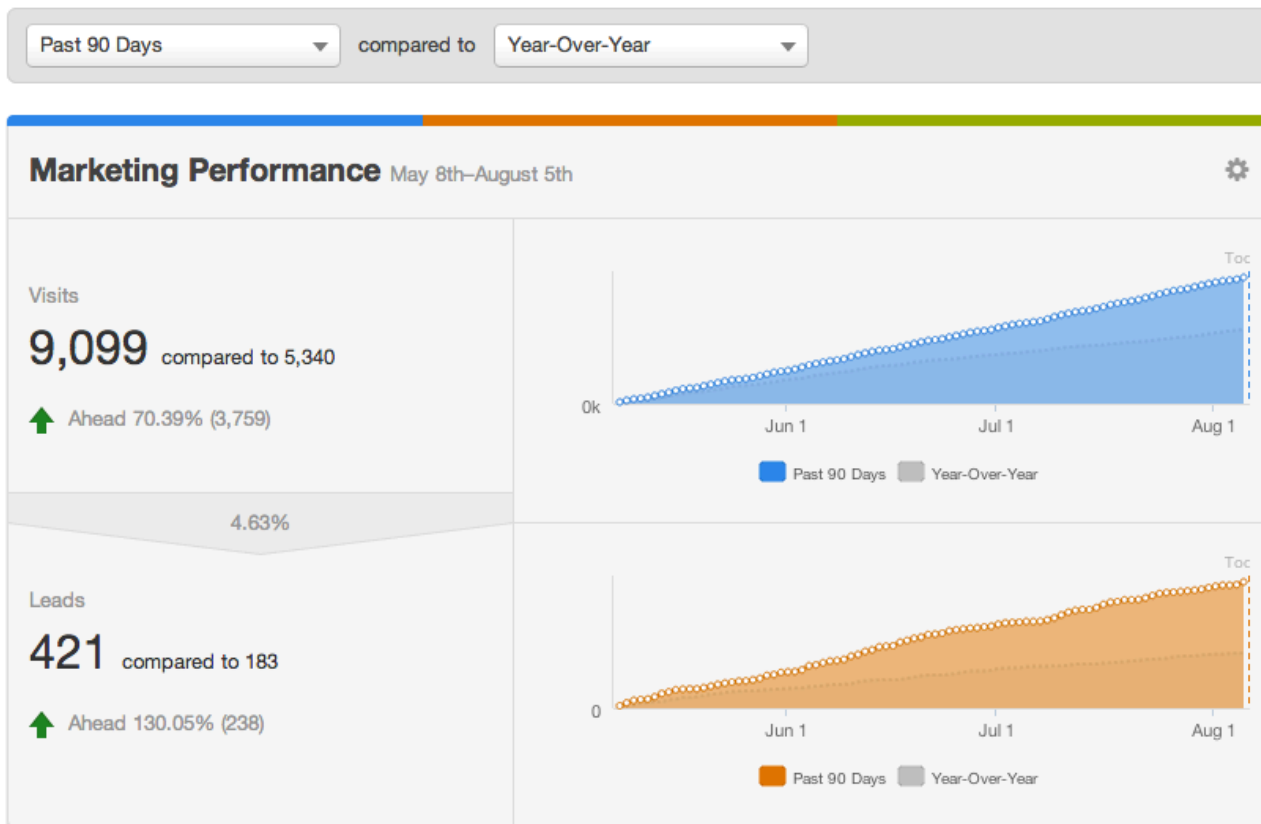 Past 90 Days compared to Year-Over-Year
Marketing Performance May 8th–August 5th
Visits
9,099 compared to 5,340
Ahead 70.39% (3,759)
Toc
0k
Jun 1 Jul 1 Aug 1
Past 90 Days Year-Over-Year
4.63%
Leads
421 compared to 183
Ahead 130.05% (238)
Toc
0
Jun 1 Jul 1 Aug 1
Past 90 Days Year-Over-Year